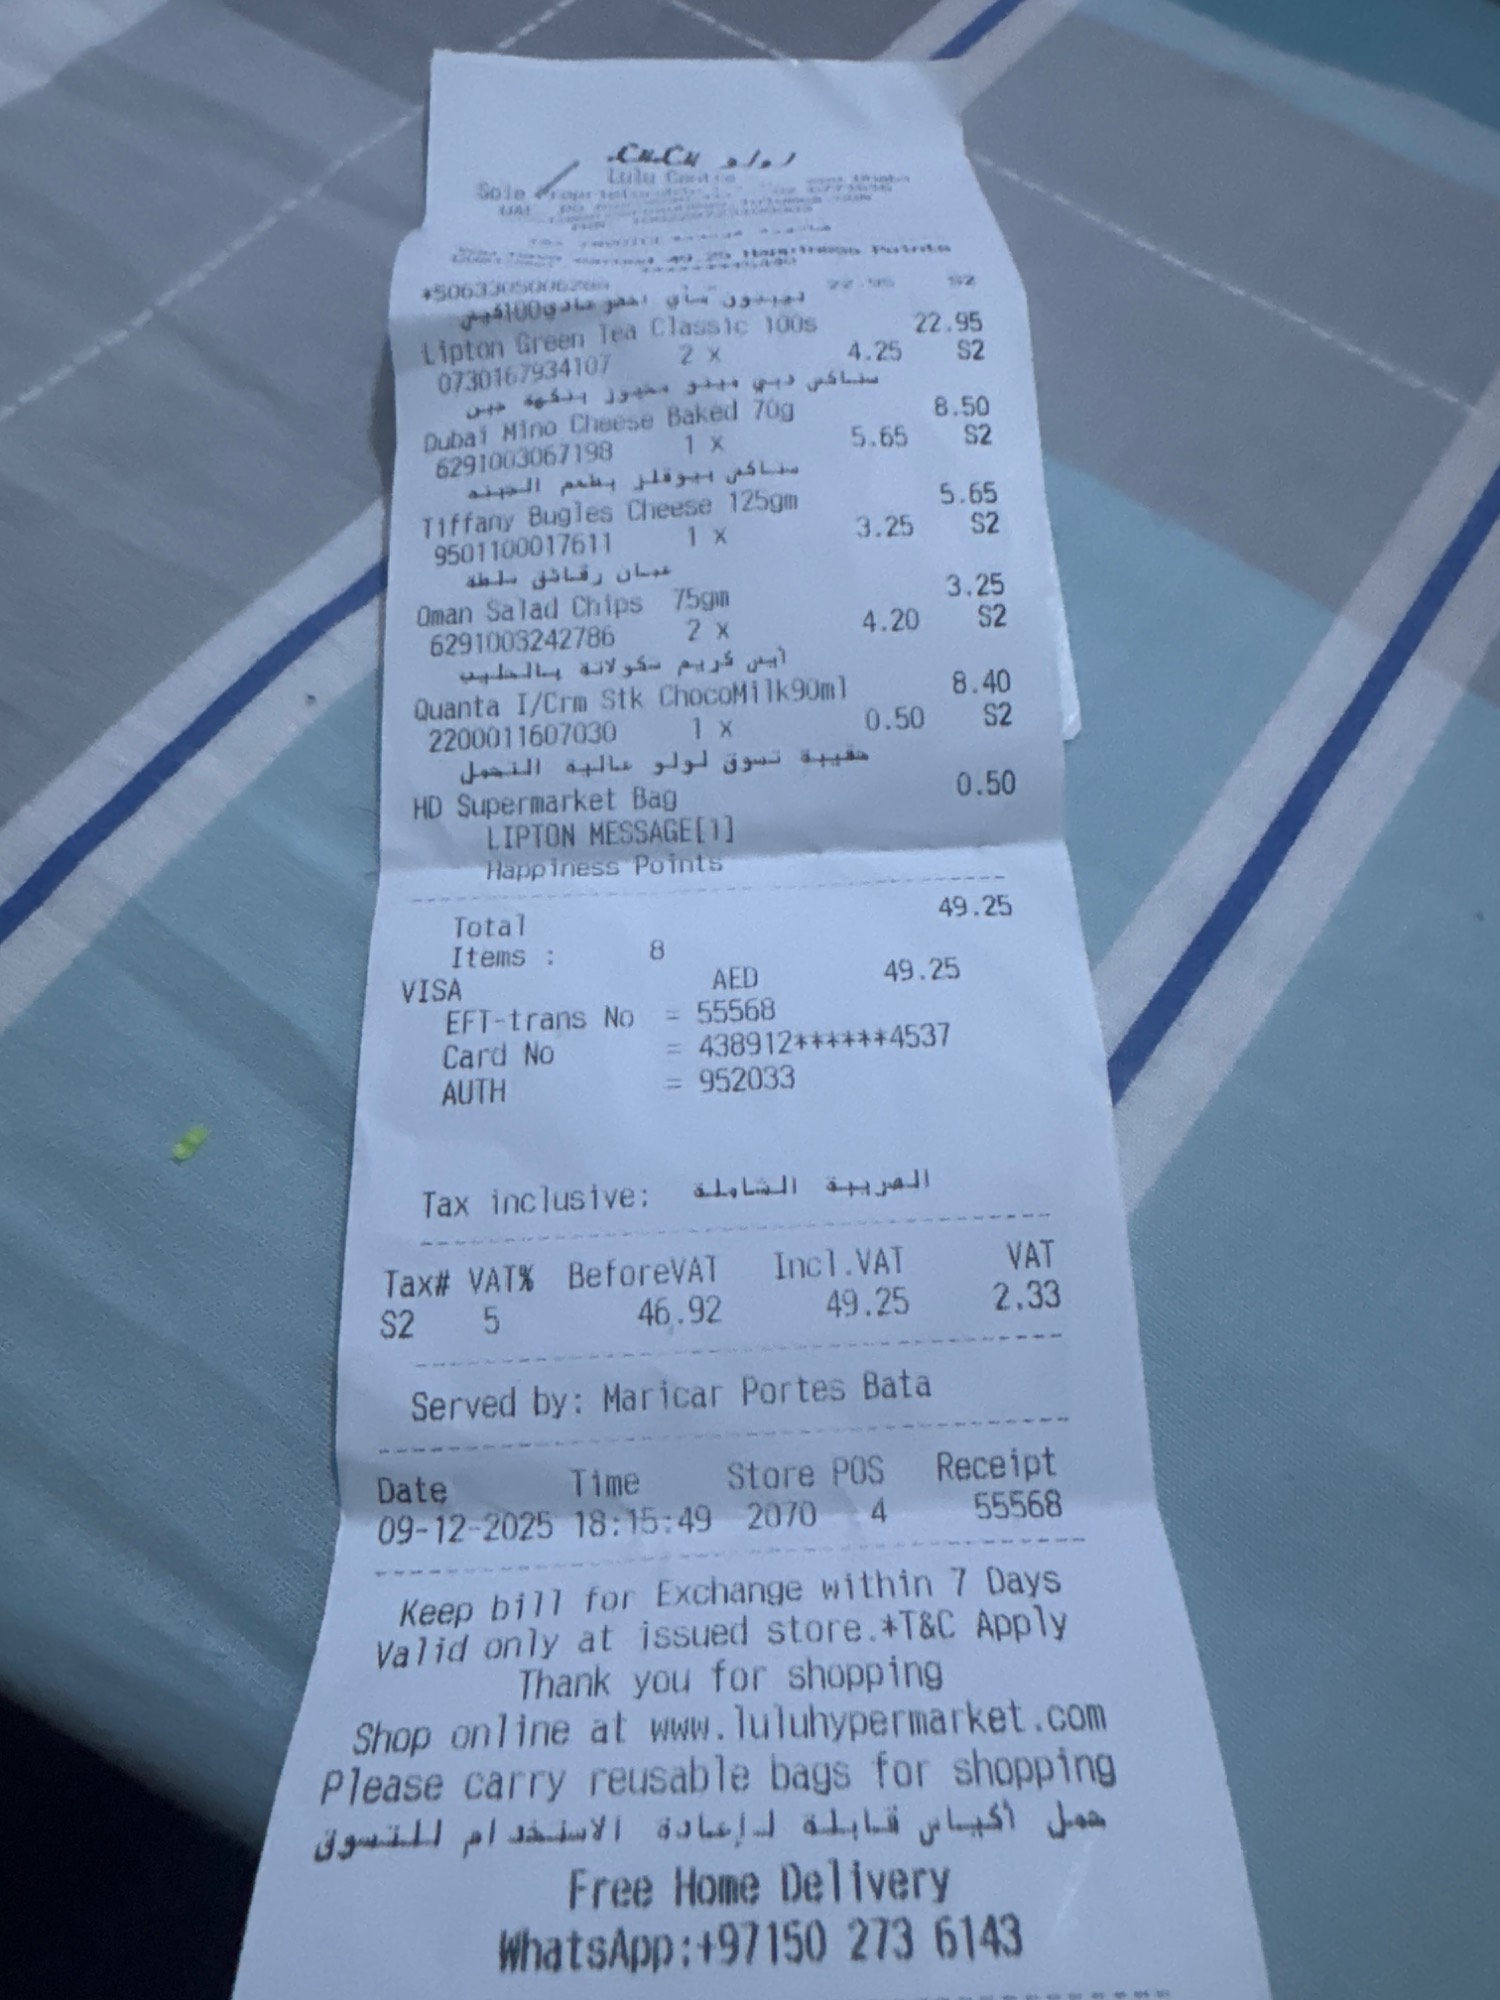 LuLu لولو
Lulu Centre
Sole
UAE
49.25 Happiness Points
22.95 S2
ليبتون شاي اخضر عادي100كيس
Lipton Green Tea Classic 100s 22.95
0730167934107 2 x 4.25 S2
سناكس دبي مينو مخبوز بنكهة جبن
Dubai Mino Cheese Baked 70g 8.50
6291003067198 1 x 5.65 S2
سناكس بيوقلز بطعم الجبنه
Tiffany Bugles Cheese 125gm 5.65
9501100017611 1 x 3.25 S2
عمان رقائق سلطة
Oman Salad Chips 75gm 3.25
6291003242786 2 x 4.20 S2
آيس كريم شكولاتة بالحليب
Quanta I/Crm Stk ChocoMilk90ml 8.40
2200011607030 1 x 0.50 S2
حقيبة تسوق لولو عالية التحمل
HD Supermarket Bag 0.50
LIPTON MESSAGE[1]
Happiness Points
Total 49.25
Items : 8
VISA AED 49.25
EFT-trans No = 55568
Card No = 438912******4537
AUTH = 952033
Tax inclusive: الضريبة الشاملة
Tax# VAT% BeforeVAT Incl.VAT VAT
S2 5 46.92 49.25 2.33
Served by: Maricar Portes Bata
Date Time Store POS Receipt
09-12-2025 18:15:49 2070 4 55568
Keep bill for Exchange within 7 Days
Valid only at issued store.*T&C Apply
Thank you for shopping
Shop online at www.luluhypermarket.com
Please carry reusable bags for shopping
حمل أكياس قابلة لإعادة الاستخدام للتسوق
Free Home Delivery
WhatsApp:+97150 273 6143